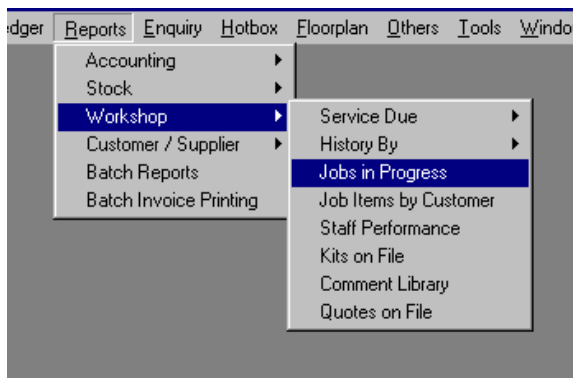 edger Reports Enquiry Hotbox Floorplan Others Tools Windo
Accounting
Stock
Workshop
Customer / Supplier
Batch Reports
Batch Invoice Printing
Service Due
History By
Jobs in Progress
Job Items by Customer
Staff Performance
Kits on File
Comment Library
Quotes on File